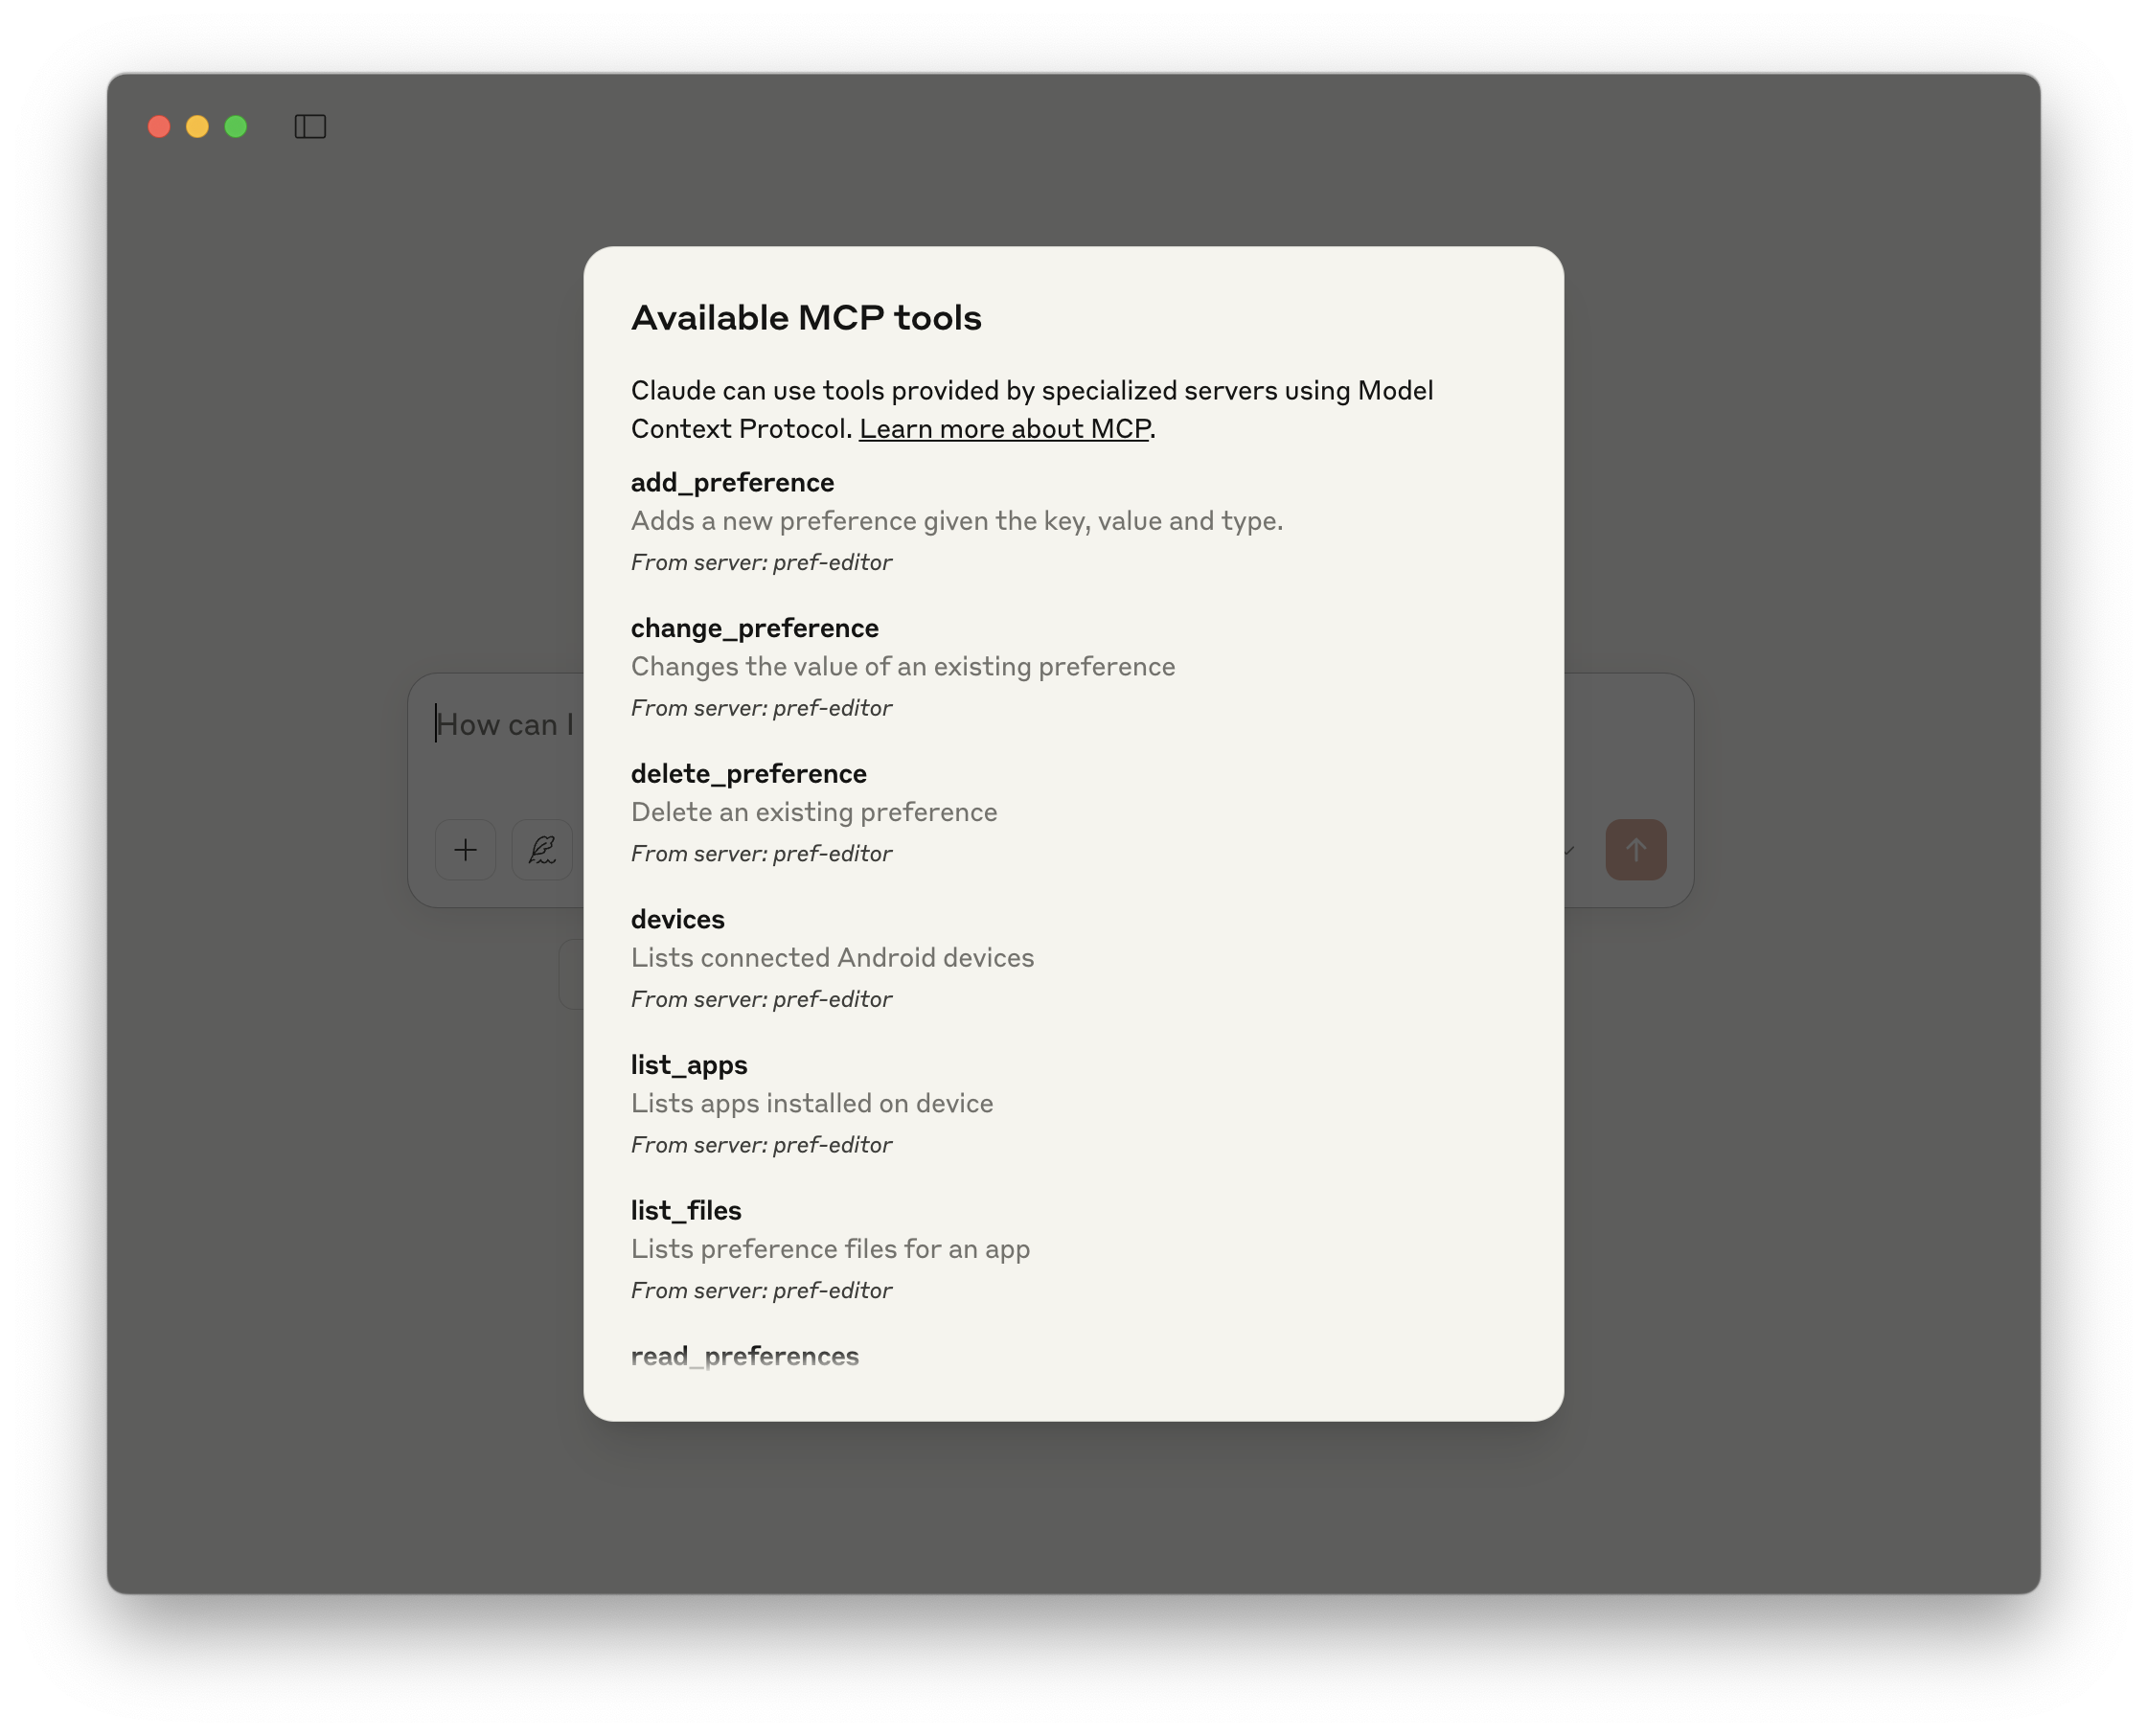 Available MCP tools
Claude can use tools provided by specialized servers using Model
Context Protocol. Learn more about MCP.
add_preference
Adds a new preference given the key, value and type.
From server: pref-editor
change_preference
Changes the value of an existing preference
From server: pref-editor
delete_preference
Delete an existing preference
From server: pref-editor
devices
Lists connected Android devices
From server: pref-editor
list_apps
Lists apps installed on device
From server: pref-editor
list_files
Lists preference files for an app
From server: pref-editor
read_preferences
How can I